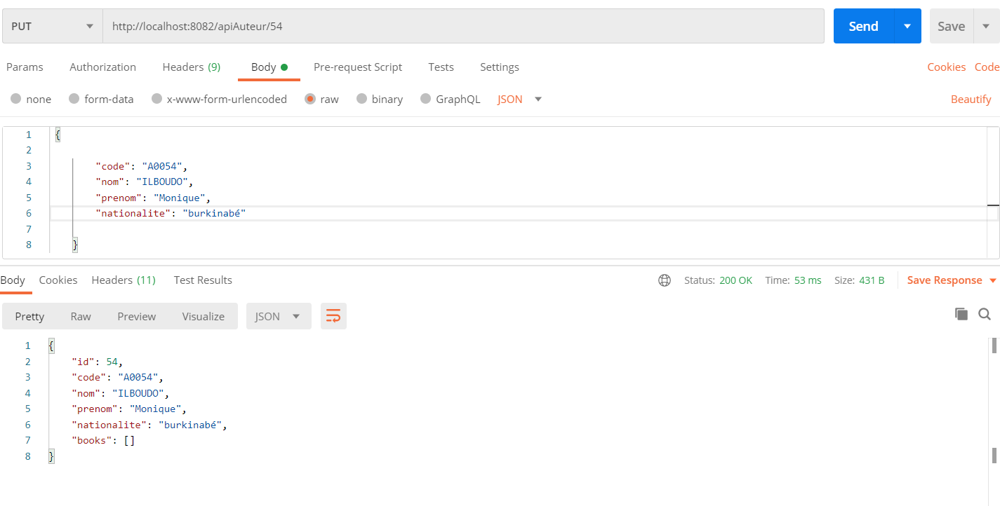 PUT http://localhost:8082/apiAuteur/54 Send Save
Params Authorization Headers (9) Body Pre-request Script Tests Settings Cookies Code
none form-data x-www-form-urlencoded raw binary GraphQL JSON Beautify
1 {
2
3 "code": "A0054",
4 "nom": "ILBOUDO",
5 "prenom": "Monique",
6 "nationalite": "burkinabé"
7
8 }
Body Cookies Headers (11) Test Results Status: 200 OK Time: 53 ms Size: 431 B Save Response
Pretty Raw Preview Visualize JSON
1 {
2 "id": 54,
3 "code": "A0054",
4 "nom": "ILBOUDO",
5 "prenom": "Monique",
6 "nationalite": "burkinabé",
7 "books": []
8 }